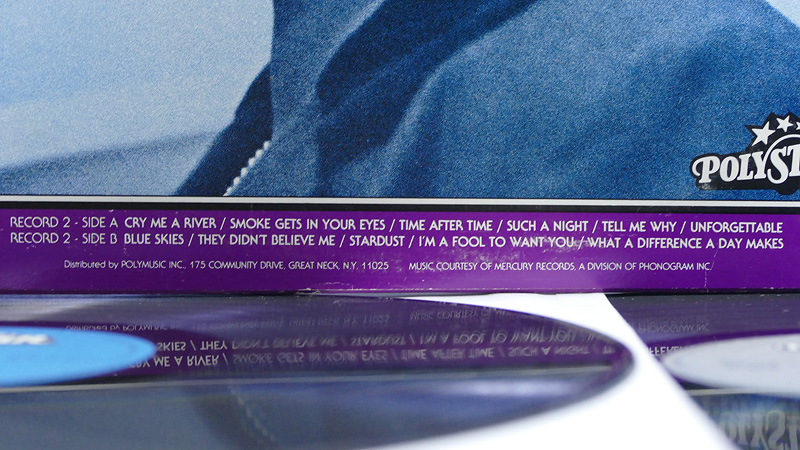 POLYST
RECORD 2 - SIDE A CRY ME A RIVER / SMOKE GETS IN YOUR EYES / TIME AFTER TIME / SUCH A NIGHT / TELL ME WHY / UNFORGETTABLE
RECORD 2 - SIDE B BLUE SKIES / THEY DIDN'T BELIEVE ME / STARDUST / I'M A FOOL TO WANT YOU / WHAT A DIFFERENCE A DAY MAKES
Distributed by POLYMUSIC INC., 175 COMMUNITY DRIVE, GREAT NECK, N.Y. 11025 MUSIC COURTESY OF MERCURY RECORDS, A DIVISION OF PHONOGRAM INC.